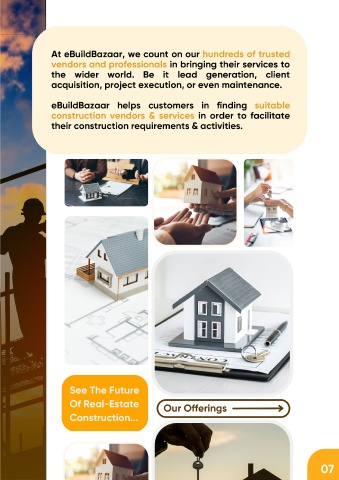 At eBuildBazaar, we count on our hundreds of trusted
vendors and professionals in bringing their services to
the wider world. Be it lead generation, client
acquisition, project execution, or even maintenance.
eBuildBazaar helps customers in finding suitable
construction vendors & services in order to facilitate
their construction requirements & activities.
See The Future
Of Real-Estate
Construction...
Our Offerings
07